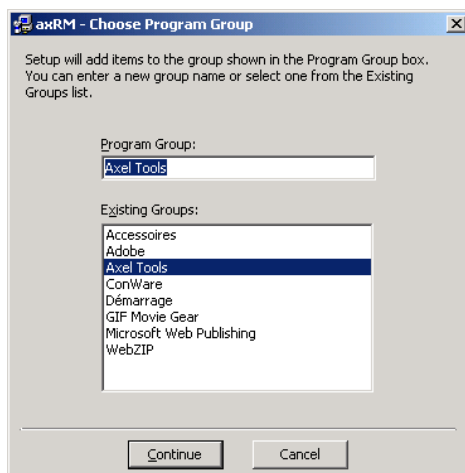 axRM - Choose Program Group
Setup will add items to the group shown in the Program Group box.
You can enter a new group name or select one from the Existing
Groups list.
Program Group:
Axel Tools
Existing Groups:
Accessoires
Adobe
Axel Tools
ConWare
Démarrage
GIF Movie Gear
Microsoft Web Publishing
WebZIP
Continue
Cancel